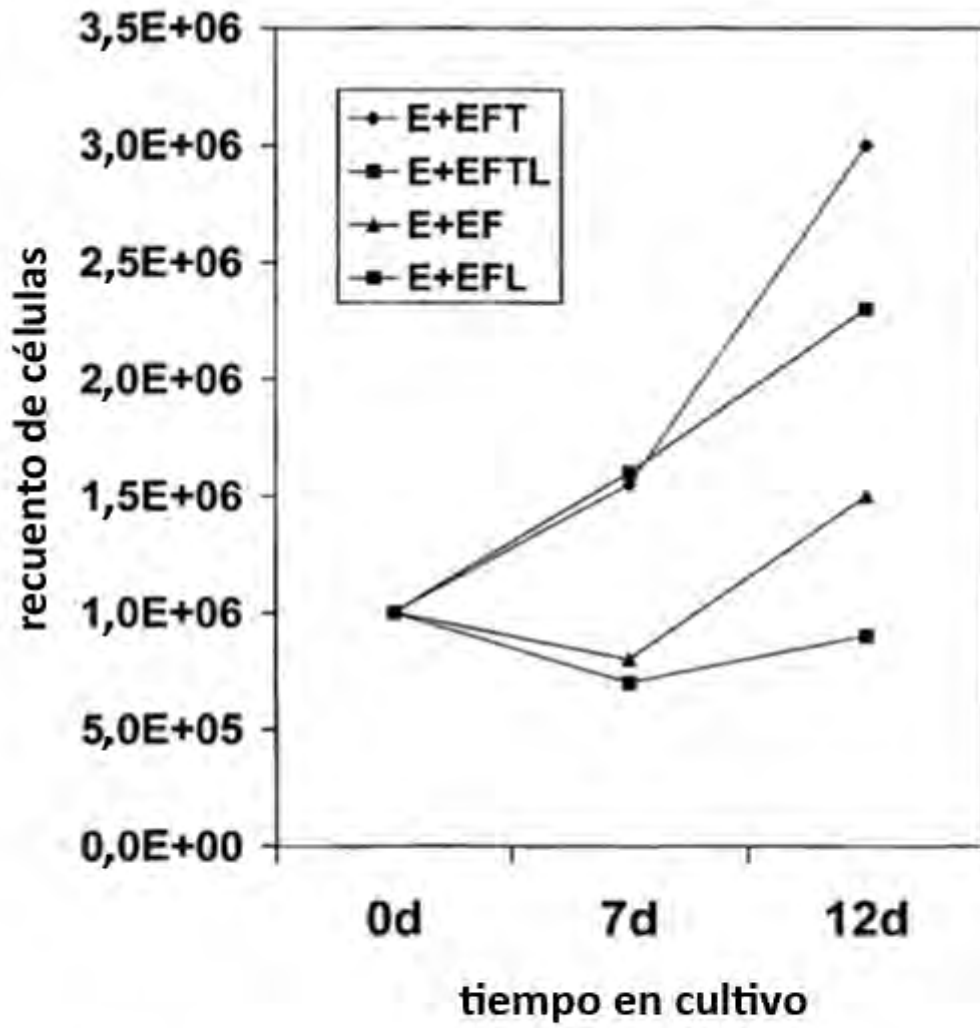 3,5E+06
3,0E+06
2,5E+06
2,0E+06
1,5E+06
1,0E+06
5,0E+05
0,0E+00
recuento de células
E+EFT
E+EFTL
E+EF
E+EFL
0d 7d 12d
tiempo en cultivo